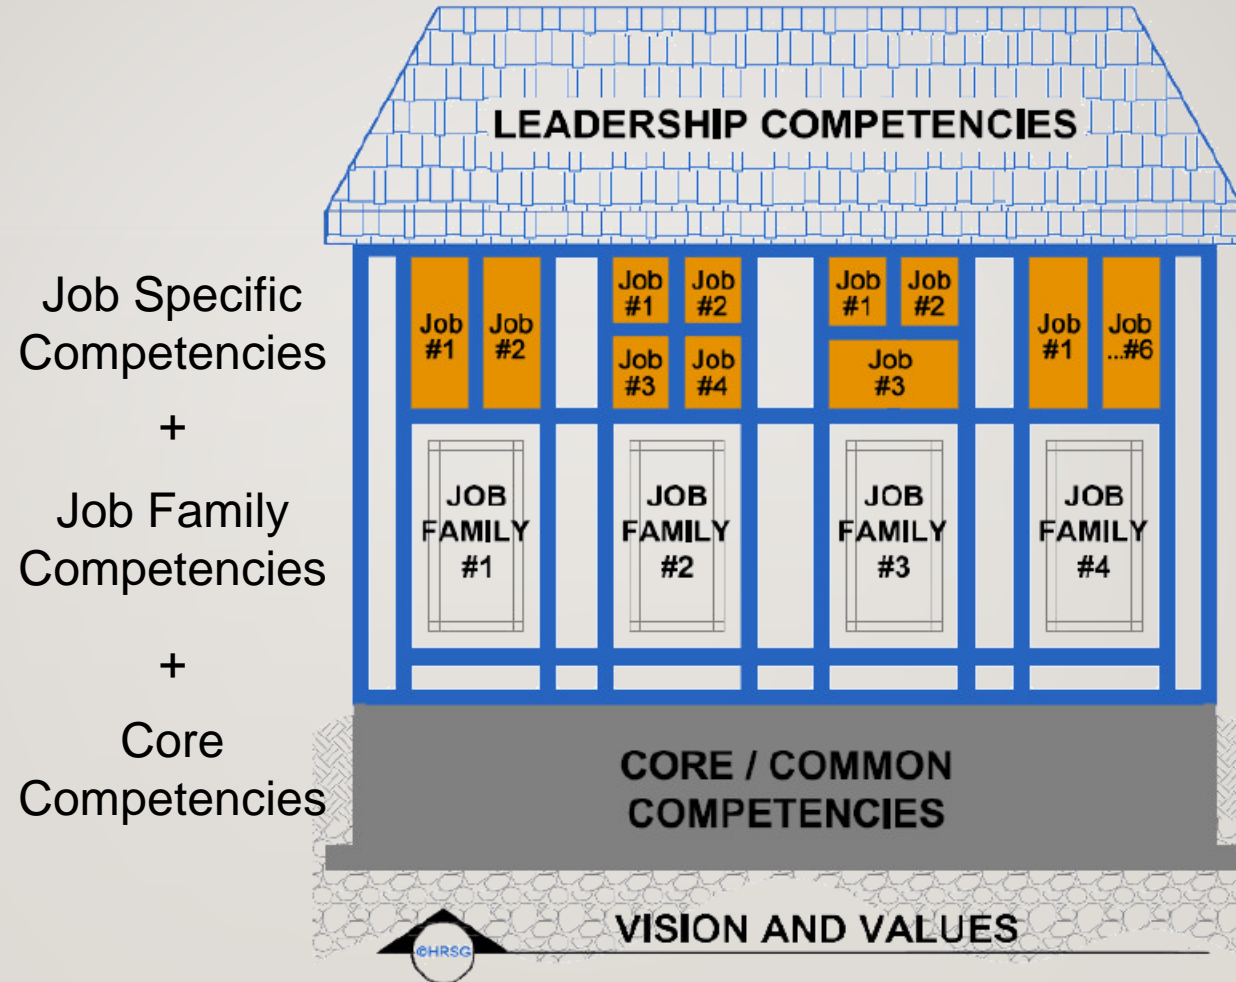 LEADERSHIP COMPETENCIES
Job Specific
Competencies
+
Job Family
Competencies
+
Core
Competencies
Job
#1
Job
#2
Job
#1
Job
#2
Job
#3
Job
#4
Job
#1
Job
#2
Job
#3
Job
#1
Job
...#6
JOB
FAMILY
#1
JOB
FAMILY
#2
JOB
FAMILY
#3
JOB
FAMILY
#4
CORE / COMMON
COMPETENCIES
VISION AND VALUES
©HRSG